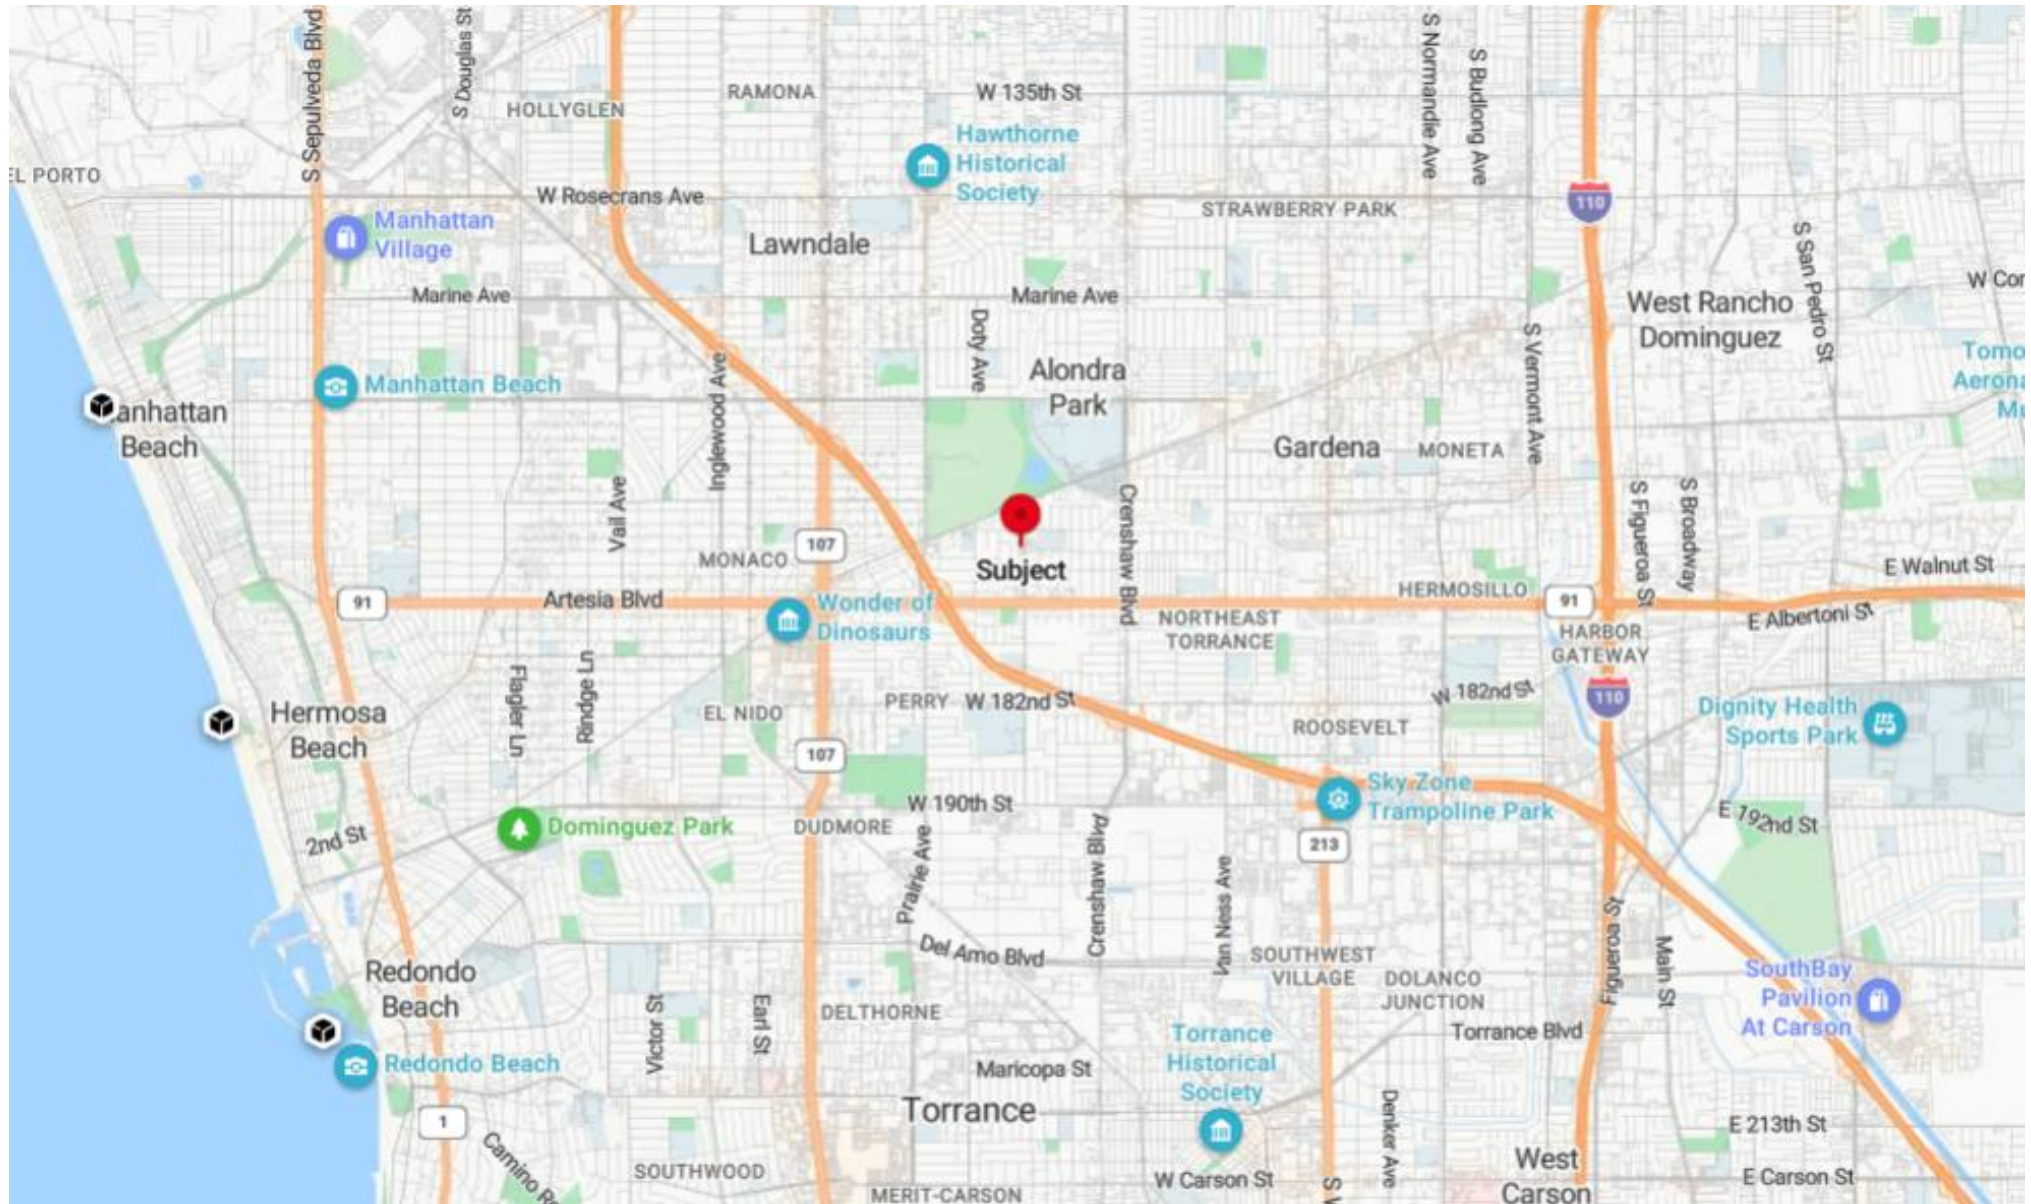 S Sepulveda Blvd
S Douglas St
HOLLYGLEN
RAMONA
W 135th St
S Normandie Ave
S Budlong Ave
Hawthorne
Historical
Society
EL PORTO
W Rosecrans Ave
STRAWBERRY PARK
110
Manhattan
Village
Lawndale
S San Pedro St
Marine Ave
Marine Ave
W Cor
West Rancho
Dominguez
Doty Ave
S Vermont Ave
Inglewood Ave
Alondra
Park
Tomo
Aerona
Mu
Manhattan Beach
anhattan
Beach
Gardena
MONETA
Vail Ave
Crenshaw Blvd
S Figueroa St
S Broadway
107
MONACO
Subject
E Walnut St
91
Artesia Blvd
Wonder of
Dinosaurs
HERMOSILLO
91
NORTHEAST
TORRANCE
E Albertoni St
HARBOR
GATEWAY
Flagler Ln
Rindge Ln
Hermosa
Beach
EL NIDO
PERRY
W 182nd St
W 182nd St
110
ROOSEVELT
Dignity Health
Sports Park
107
Sky Zone
Trampoline Park
W 190th St
2nd St
Dominguez Park
DUDMORE
E 192nd St
213
Prairie Ave
Crenshaw Blvd
Van Ness Ave
Del Amo Blvd
Figueroa St
Main St
SOUTHWEST
VILLAGE
DOLANCO
JUNCTION
Redondo
Beach
SouthBay
Pavilion
At Carson
Victor St
Earl St
DELTHORNE
Torrance Blvd
Torrance
Historical
Society
Redondo Beach
Maricopa St
1
Torrance
Denker Ave
E 213th St
Camino R
SOUTHWOOD
MERIT-CARSON
W Carson St
S W
West
Carson
E Carson St